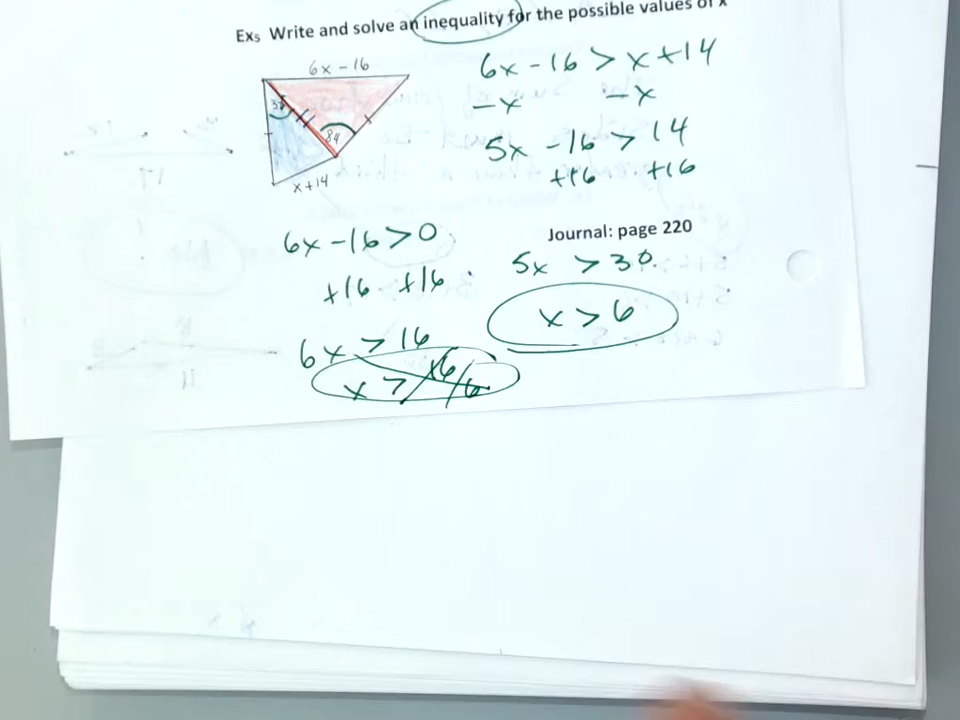 Ex5 Write and solve an inequality for the possible values of x
6x - 16
38
84
x + 14
6x - 16 > x + 14
- x - x
5x - 16 > 14
+16 +16
Journal: page 220
5x > 30
x > 6
6x - 16 > 0
+16 +16
6x > 16
x > 16/6